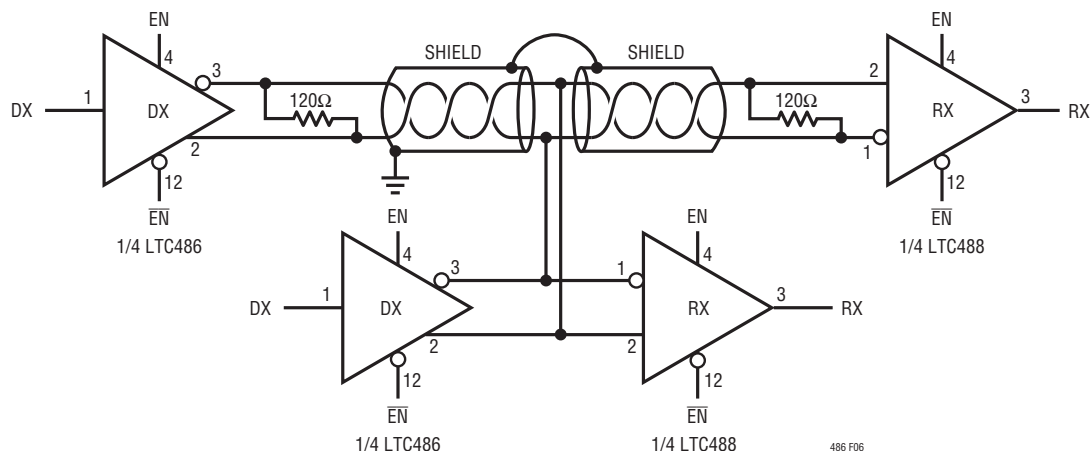 EN
4
3
SHIELD
SHIELD
EN
4
2
DX
1
DX
120Ω
120Ω
RX
3
RX
2
1
12
EN
1/4 LTC486
12
EN
1/4 LTC488
EN
4
3
EN
4
1
DX
1
DX
RX
3
RX
2
2
12
EN
1/4 LTC486
12
EN
1/4 LTC488
486 F06